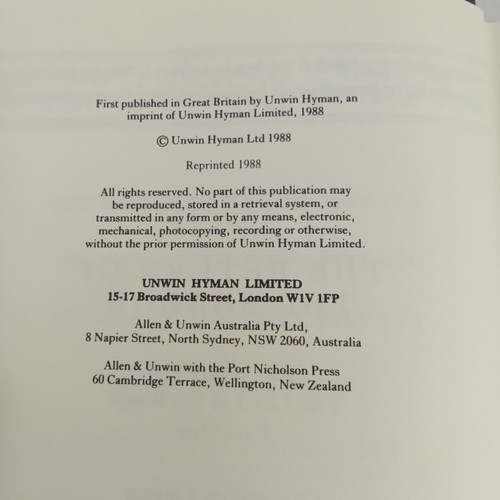 First published in Great Britain by Unwin Hyman, an
imprint of Unwin Hyman Limited, 1988
© Unwin Hyman Ltd 1988
Reprinted 1988
All rights reserved. No part of this publication may
be reproduced, stored in a retrieval system, or
transmitted in any form or by any means, electronic,
mechanical, photocopying, recording or otherwise,
without the prior permission of Unwin Hyman Limited.
UNWIN HYMAN LIMITED
15-17 Broadwick Street, London W1V 1FP
Allen & Unwin Australia Pty Ltd,
8 Napier Street, North Sydney, NSW 2060, Australia
Allen & Unwin with the Port Nicholson Press
60 Cambridge Terrace, Wellington, New Zealand